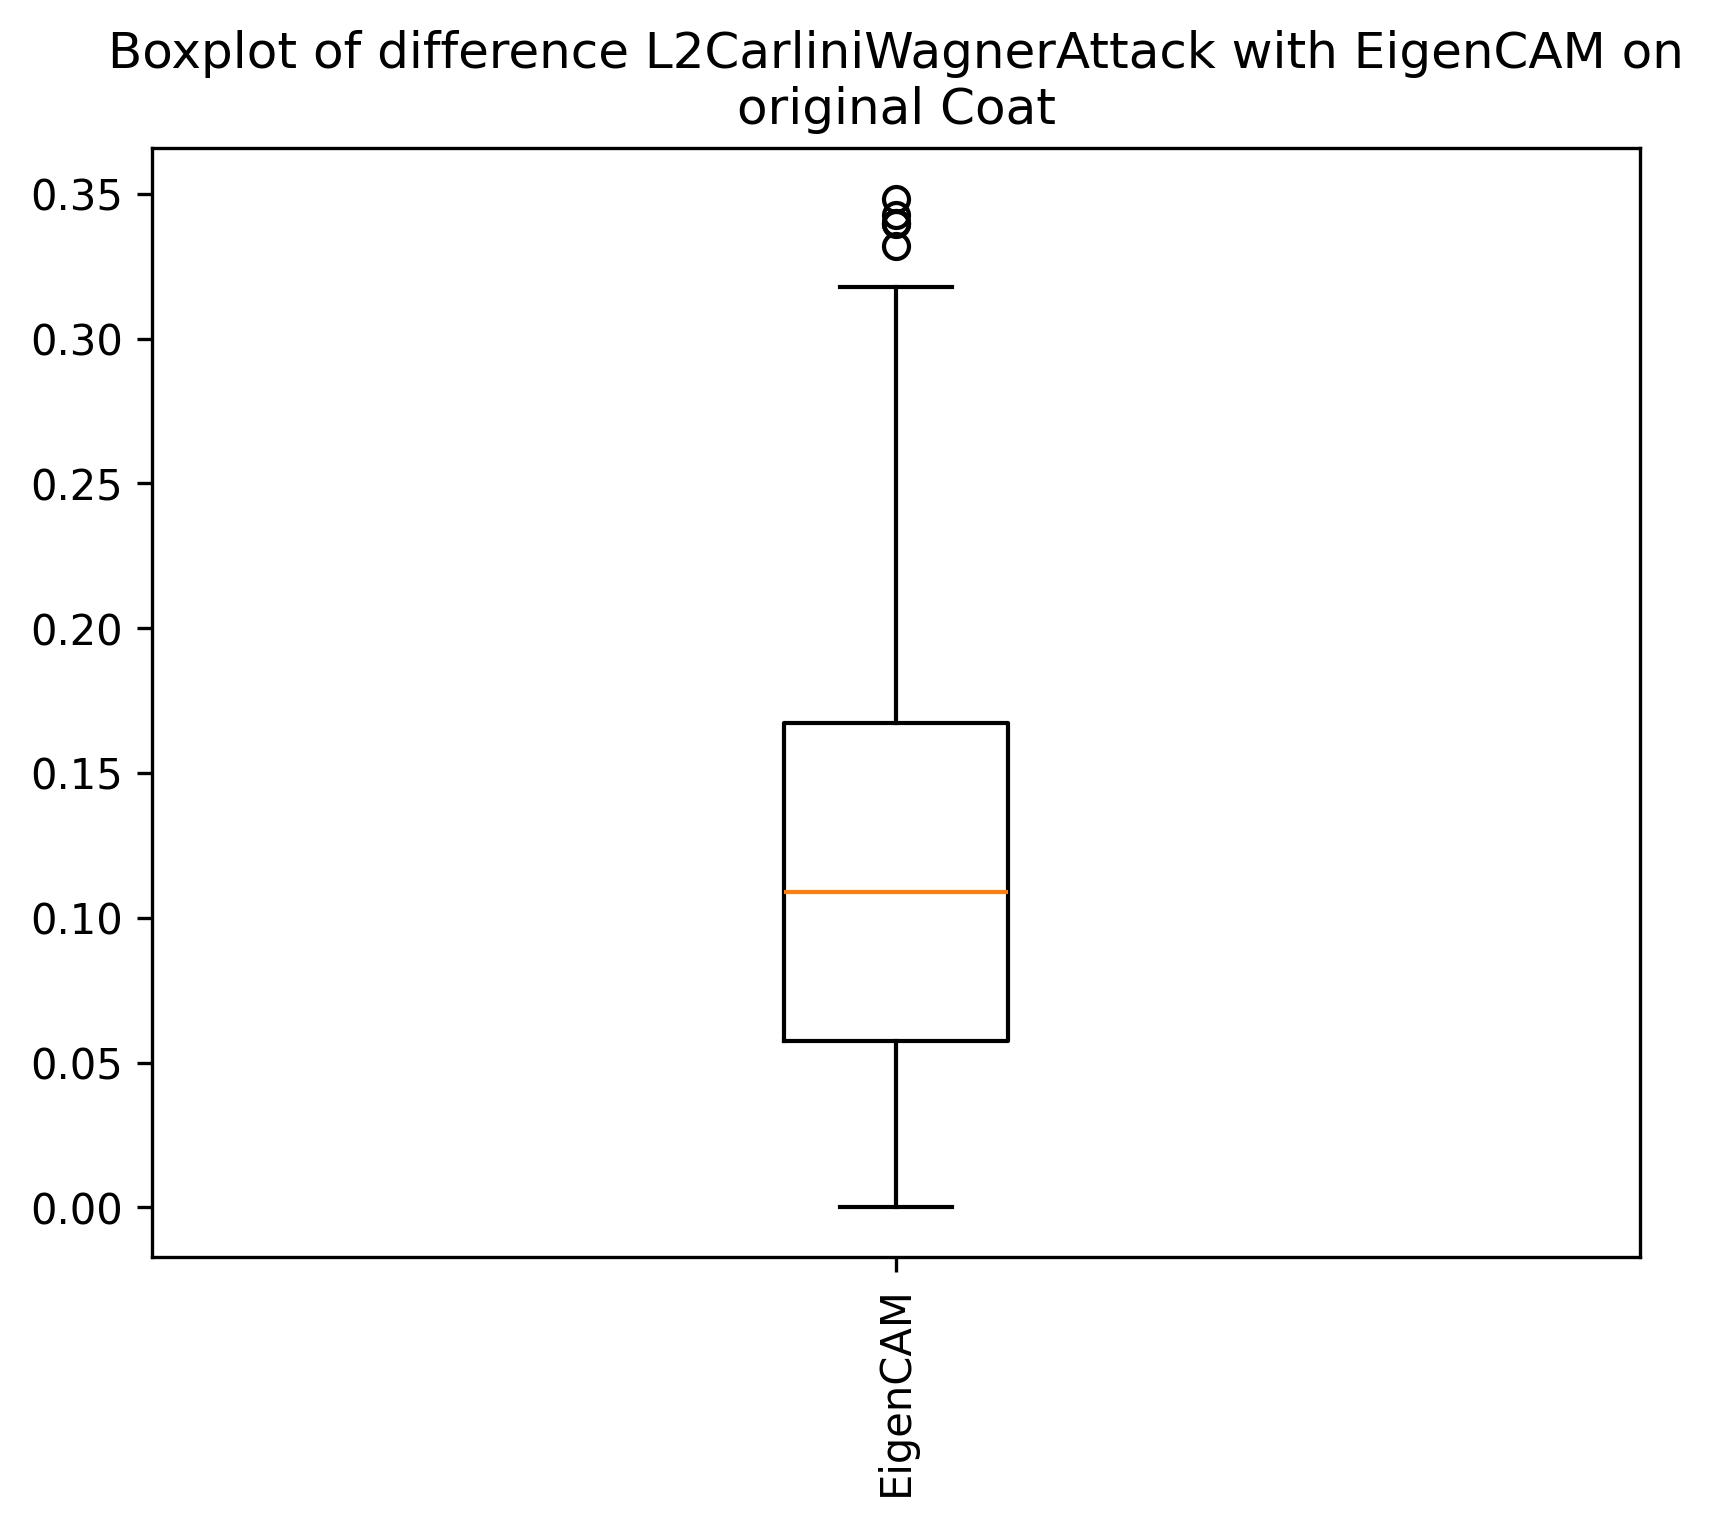 Boxplot of difference L2CarliniWagnerAttack with EigenCAM on
original Coat
0.35
0.30
0.25
0.20
0.15
0.10
0.05
0.00
EigenCAM